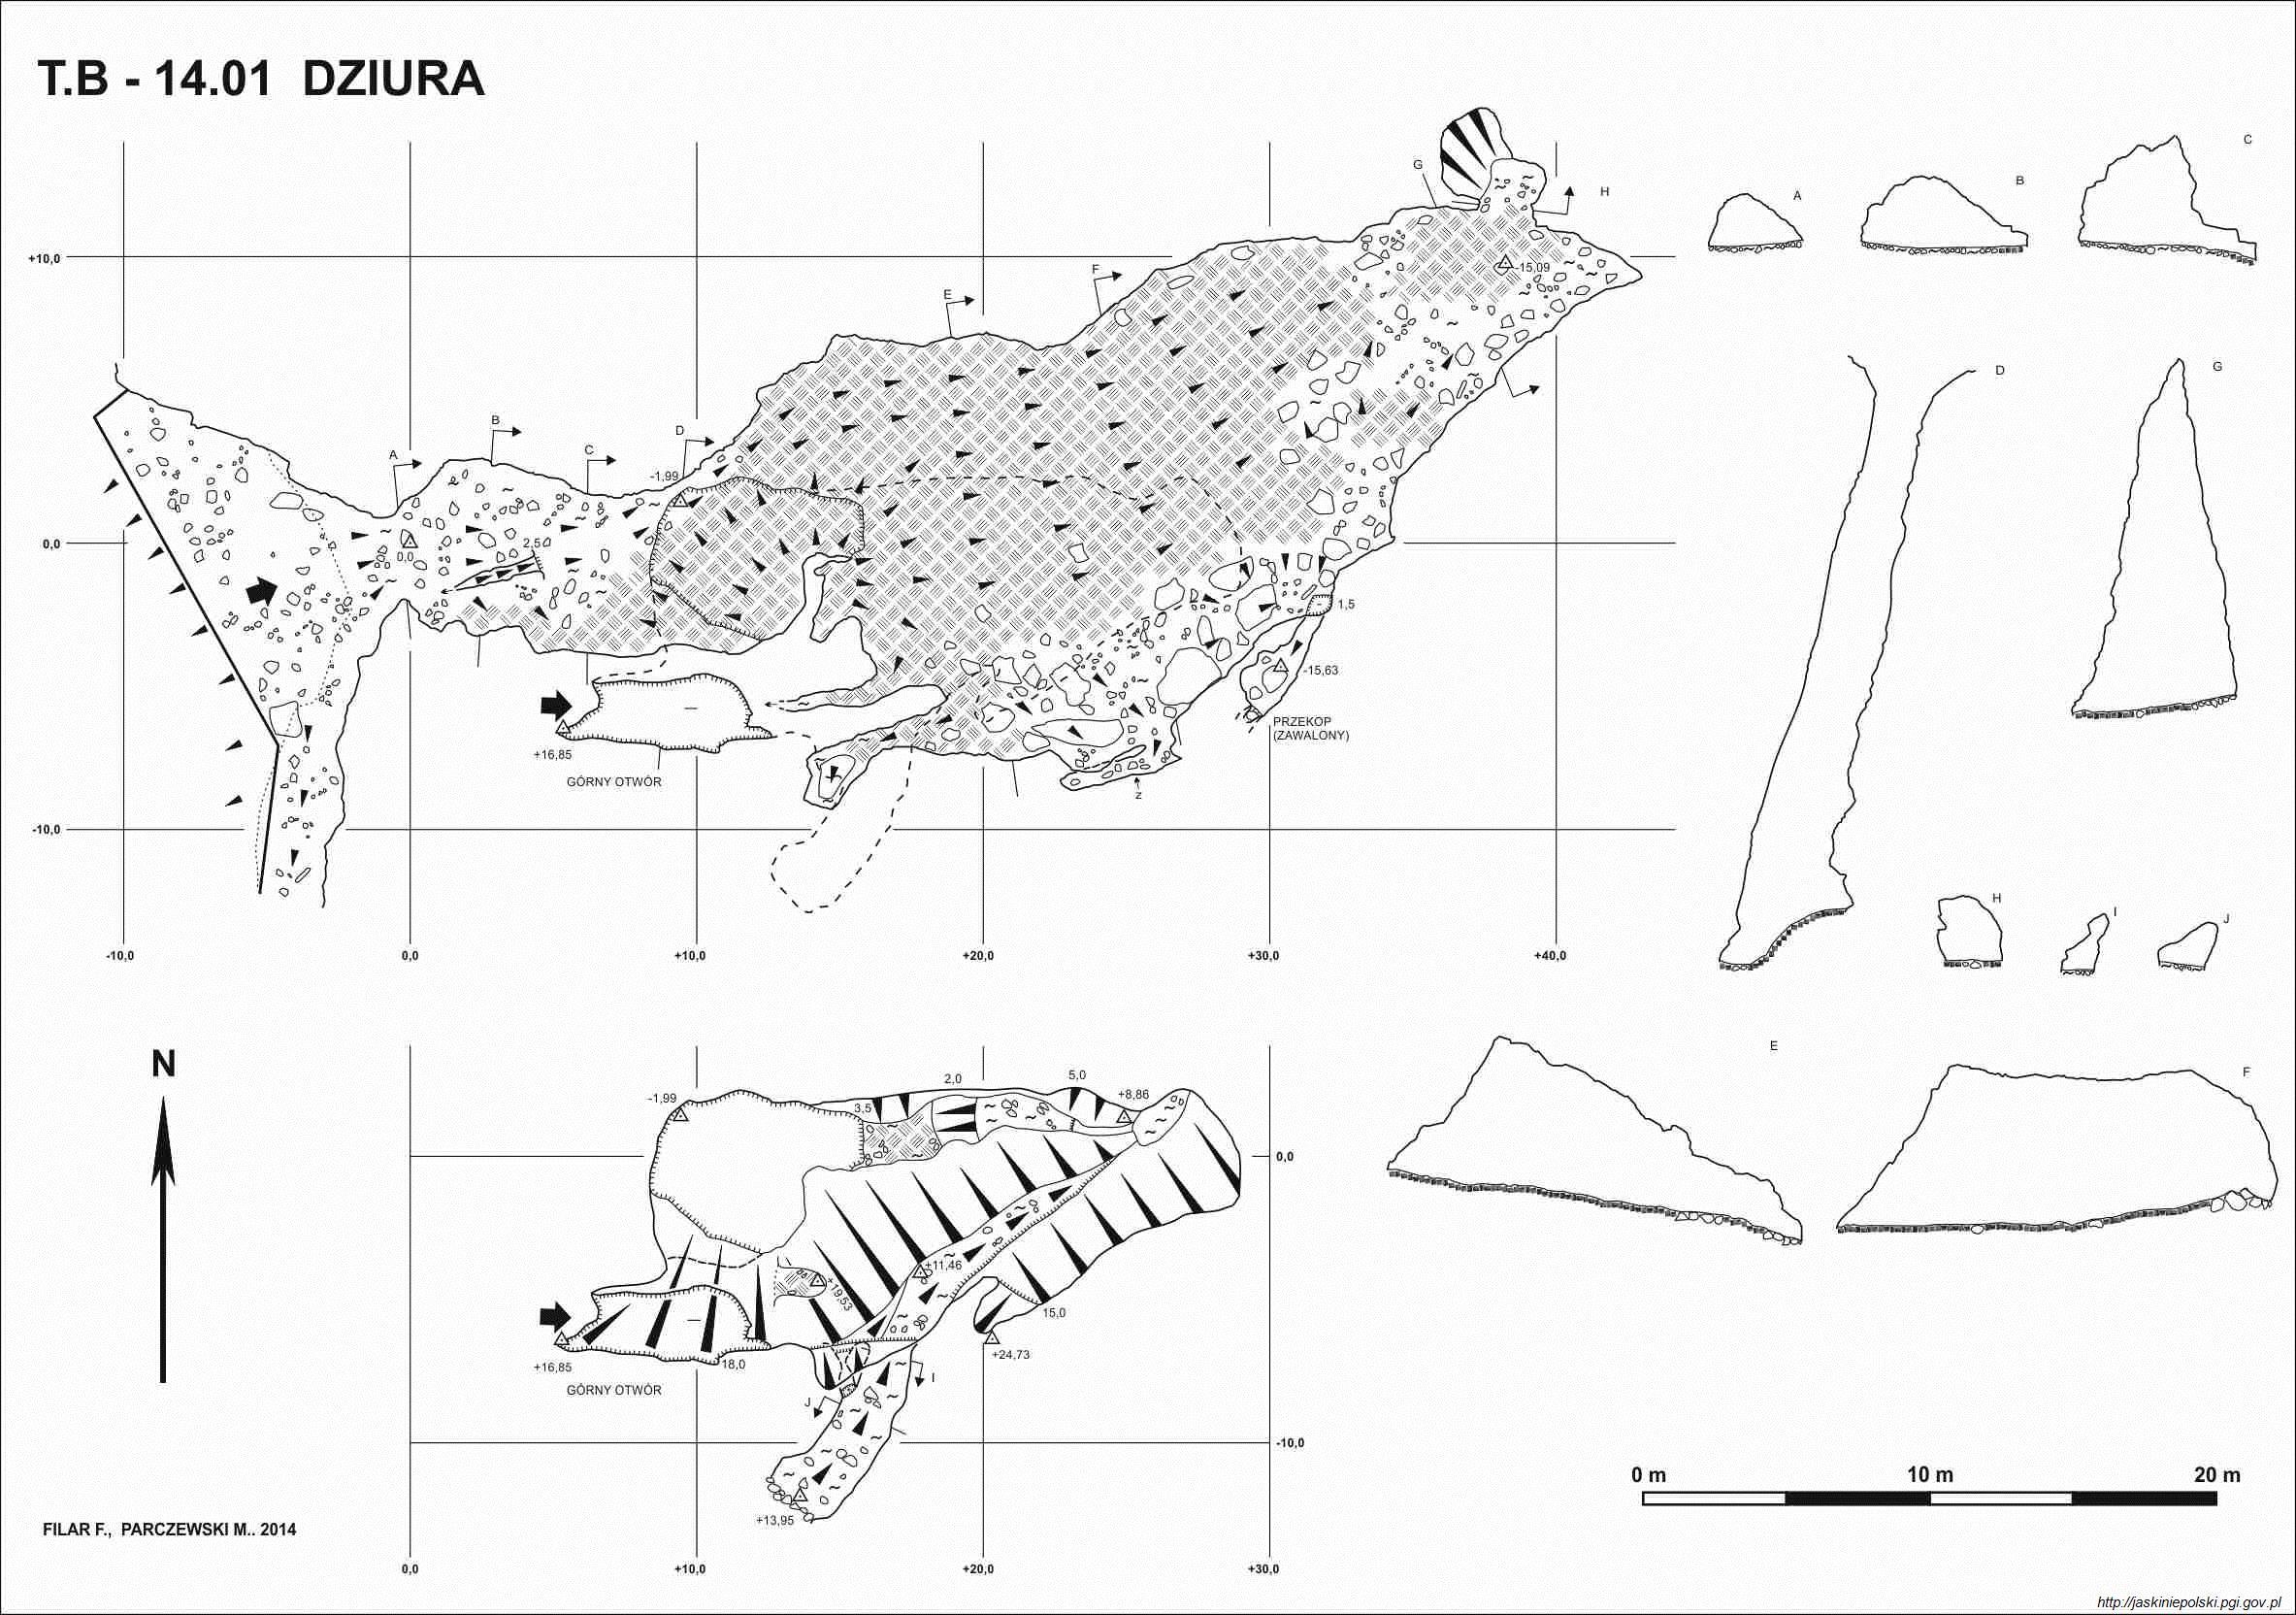 T.B - 14.01 DZIURA
C
A
B
G
H
+10,0
F
-15,09
E
D
G
B
D
A
C
-1,99
0,0
2,5
0,0
1,5
-15,63
PRZEKOP
(ZAWALONY)
+16,85
GÓRNY OTWÓR
z
-10,0
H
I
J
-10,0
0,0
+10,0
+20,0
+30,0
+40,0
N
E
F
2,0
5,0
-1,99
3,5
+8,86
0,0
+11,46
+19,53
15,0
+16,85
18,0
+24,73
GÓRNY OTWÓR
I
J
-10,0
+13,95
0 m
10 m
20 m
FILAR F., PARCZEWSKI M.. 2014
0,0
+10,0
+20,0
+30,0
http://jaskiniepolski.pgi.gov.pl